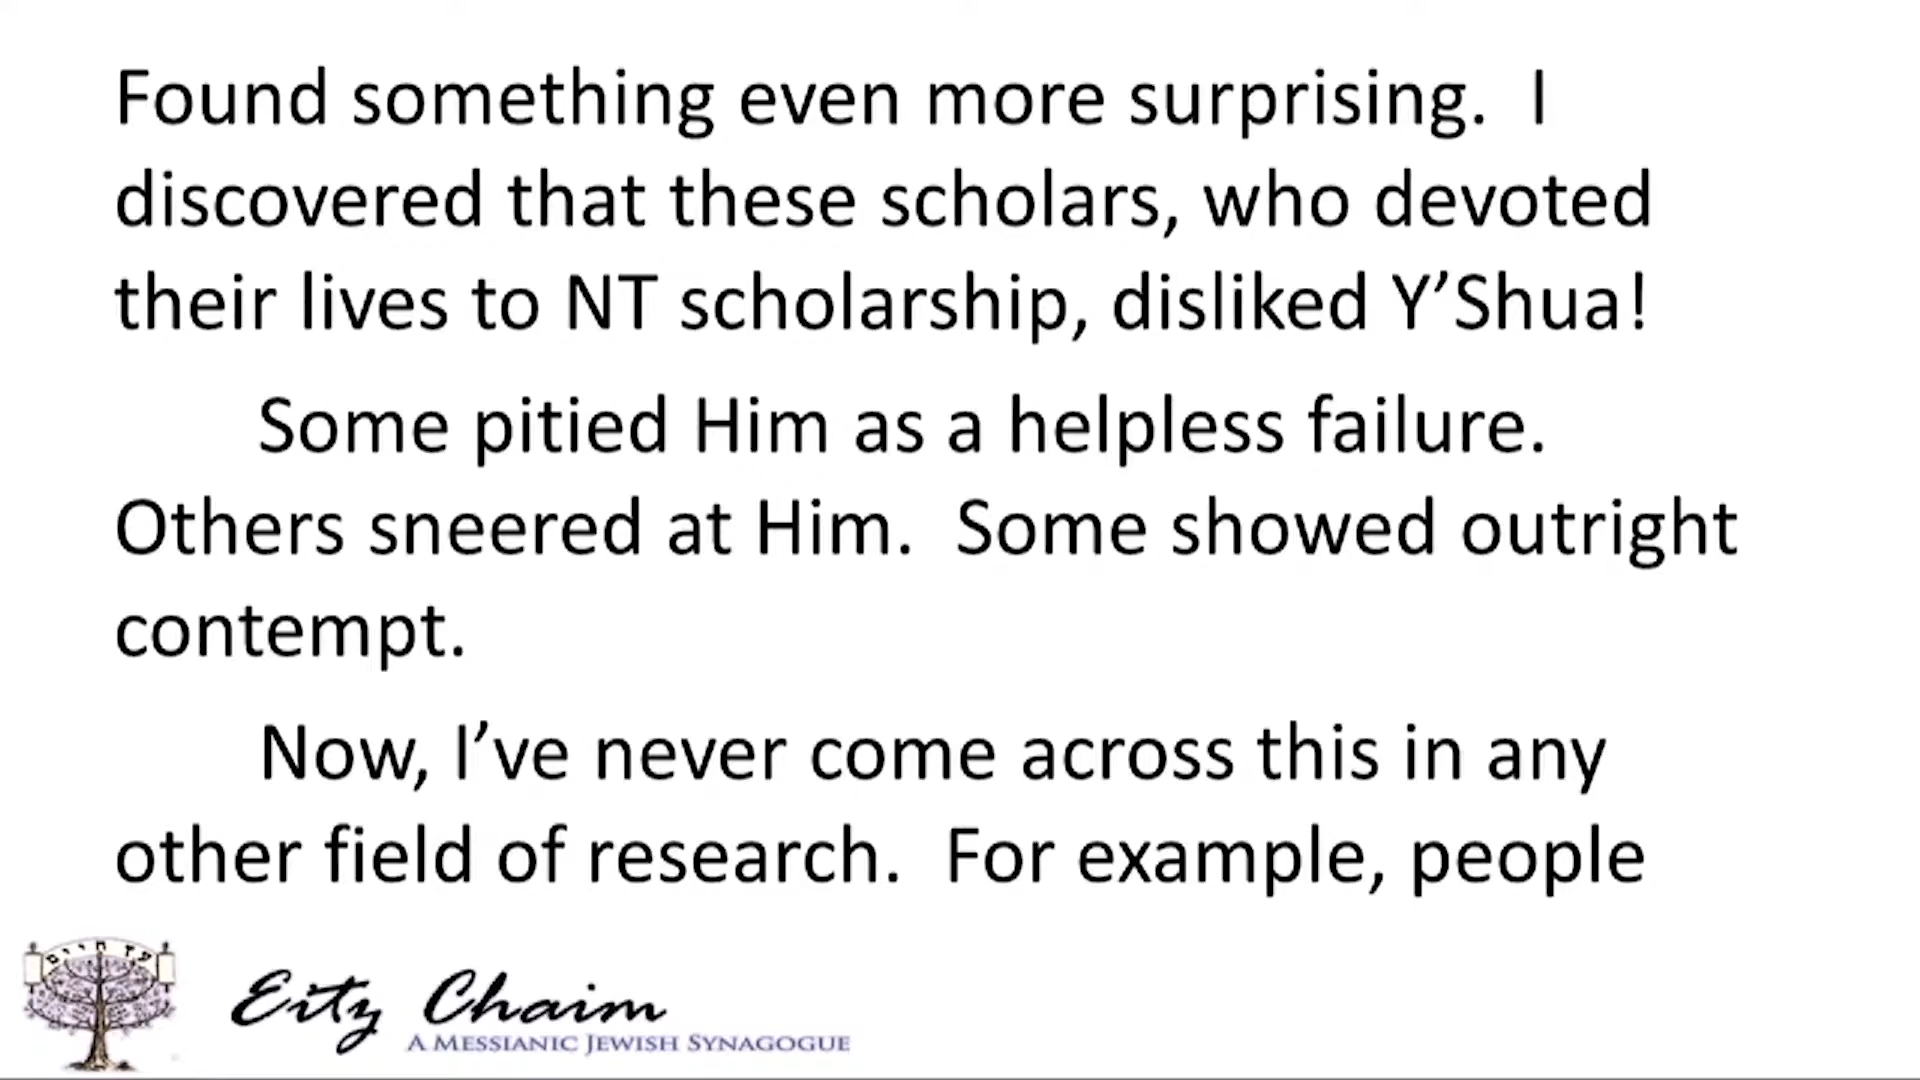 Found something even more surprising.  I
discovered that these scholars, who devoted
their lives to NT scholarship, disliked Y’Shua!
Some pitied Him as a helpless failure.
Others sneered at Him.  Some showed outright
contempt.
Now, I’ve never come across this in any
other field of research.  For example, people
עץ חיים
Eitz Chaim
A MESSIANIC JEWISH SYNAGOGUE